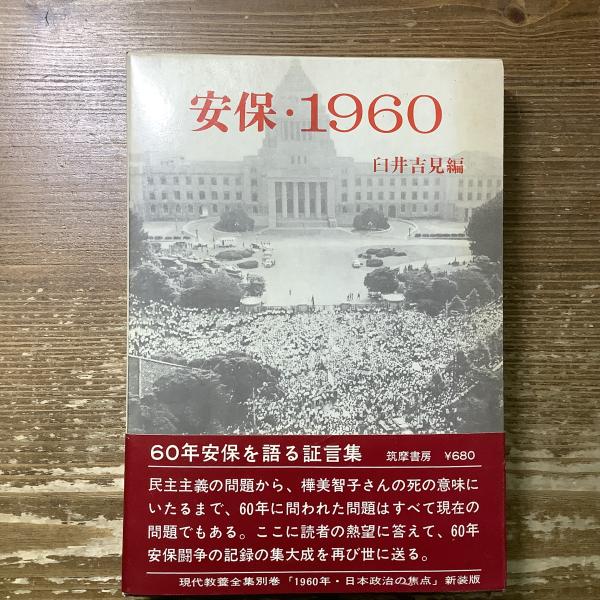 安保・1960
臼井吉見編
60年安保を語る証言集 筑摩書房 ¥680
民主主義の問題から、樺美智子さんの死の意味に
いたるまで、60年に問われた問題はすべて現在の
問題でもある。ここに読者の熱望に答えて、60年
安保闘争の記録の集大成を再び世に送る。
現代教養全集別巻「1960年・日本政治の焦点」新装版